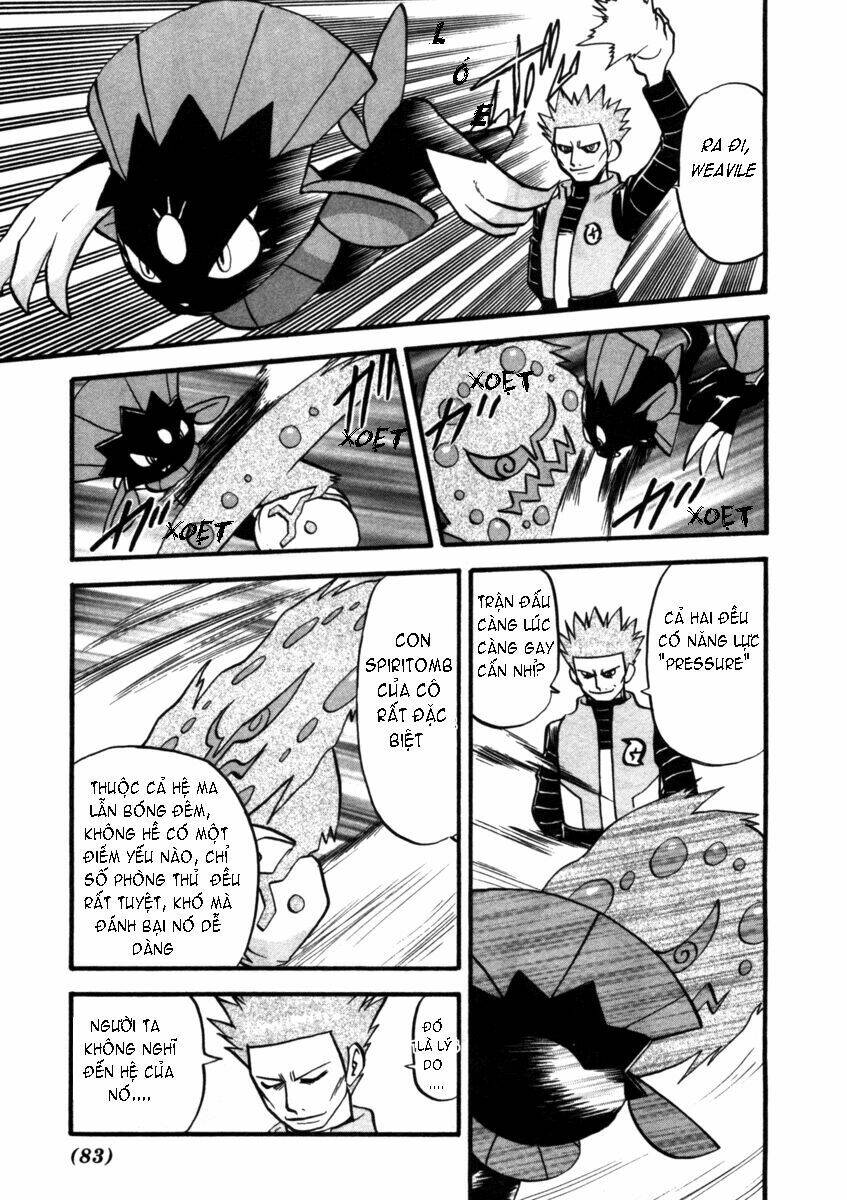 RA ĐI,
WEAVILE
LÓE
XOẸT
XOẸT
XOẸT
XOẸT
CẢ HAI ĐỀU
CÓ NĂNG LỰC
"PRESSURE"
TRẬN ĐẤU
CÀNG LÚC
CÀNG GAY
CẤN NHỈ?
CON
SPIRITOMB
CỦA CÔ
RẤT ĐẶC
BIỆT
THUỘC CẢ HỆ MA
LẪN BÓNG ĐÊM,
KHÔNG HỀ CÓ MỘT
ĐIỂM YẾU NÀO, CHỈ
SỐ PHÒNG THỦ ĐỀU
RẤT TUYỆT, KHÓ MÀ
ĐÁNH BẠI NÓ DỄ
DÀNG
ĐÓ
LÀ LÝ
DO
....
NGƯỜI TA
KHÔNG NGHĨ
ĐẾN HỆ CỦA
NÓ....
(83)